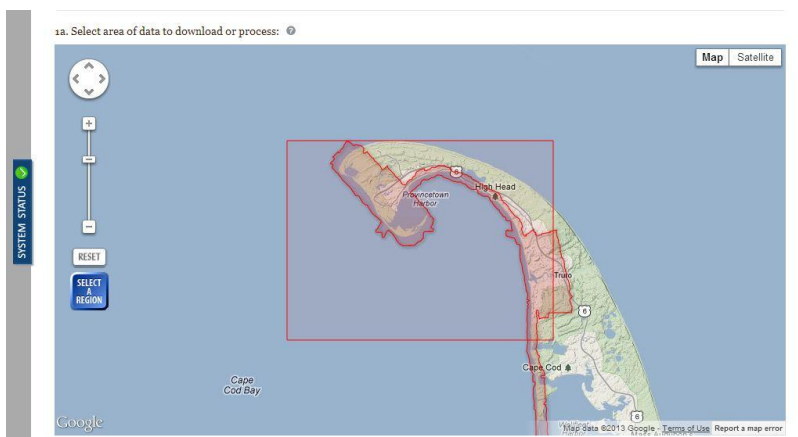 1a. Select area of data to download or process: ?
Map Satellite
+
−
SYSTEM STATUS
RESET
SELECT
A
REGION
Provincetown
Harbor
6
High Head
Truro
6
Cape Cod
Cape
Cod Bay
6
Google
Map data ©2013 Google - Terms of Use Report a map error